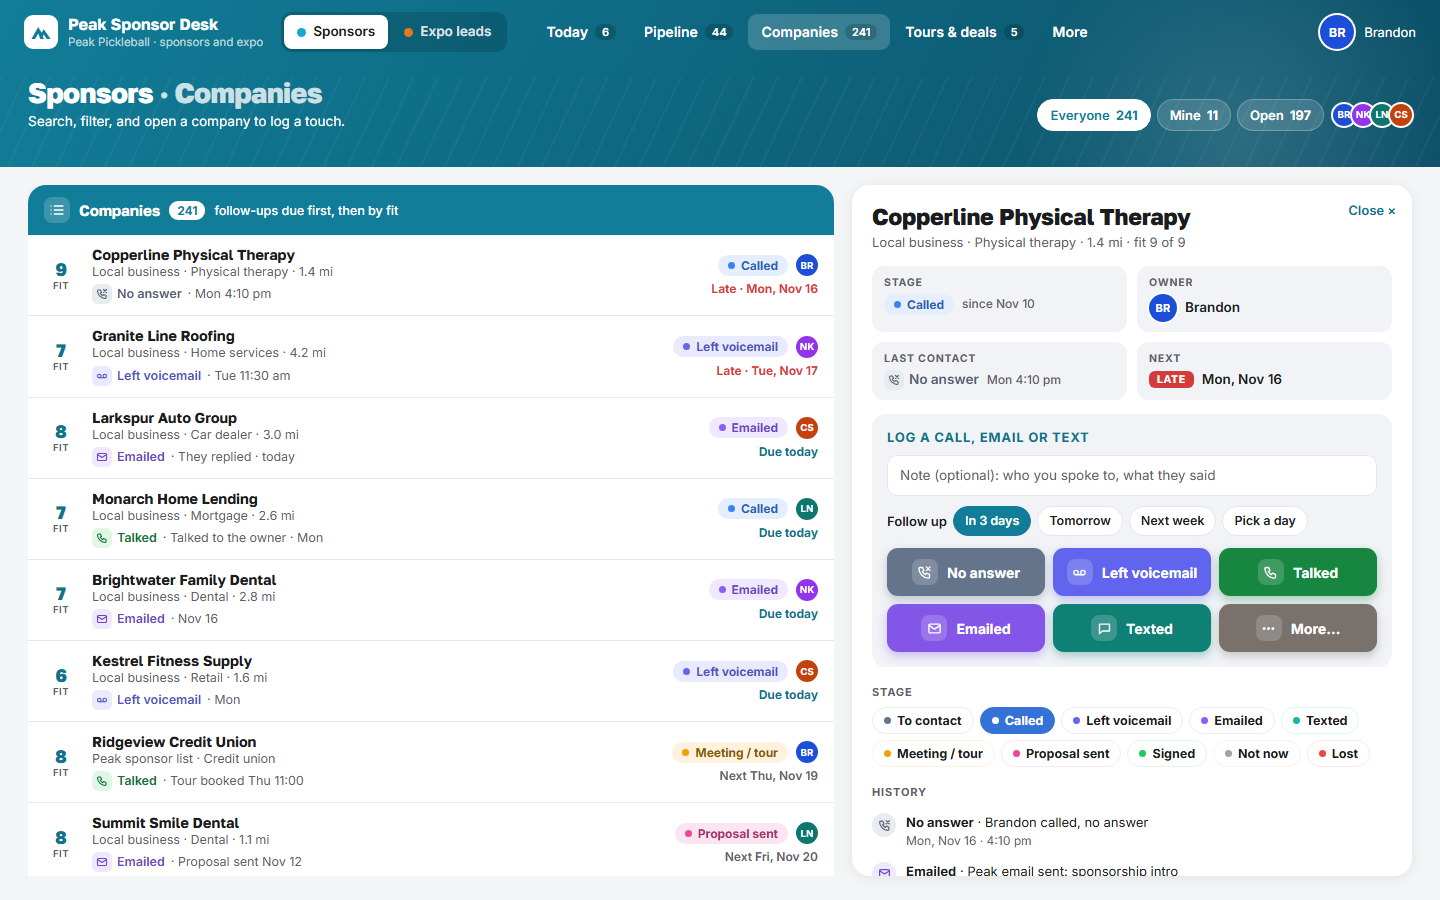 Peak Sponsor Desk
Peak Pickleball · sponsors and expo
Sponsors
Expo leads
Today 6
Pipeline 44
Companies 241
Tours & deals 5
More
BR Brandon
Sponsors · Companies
Search, filter, and open a company to log a touch.
Everyone 241
Mine 11
Open 197
BR NK LN CS
Companies 241 follow-ups due first, then by fit
9 FIT
Copperline Physical Therapy
Local business · Physical therapy · 1.4 mi
No answer · Mon 4:10 pm
Called BR
Late · Mon, Nov 16
7 FIT
Granite Line Roofing
Local business · Home services · 4.2 mi
Left voicemail · Tue 11:30 am
Left voicemail NK
Late · Tue, Nov 17
8 FIT
Larkspur Auto Group
Local business · Car dealer · 3.0 mi
Emailed · They replied · today
Emailed CS
Due today
7 FIT
Monarch Home Lending
Local business · Mortgage · 2.6 mi
Talked · Talked to the owner · Mon
Called LN
Due today
7 FIT
Brightwater Family Dental
Local business · Dental · 2.8 mi
Emailed · Nov 16
Emailed NK
Due today
6 FIT
Kestrel Fitness Supply
Local business · Retail · 1.6 mi
Left voicemail · Mon
Left voicemail CS
Due today
8 FIT
Ridgeview Credit Union
Peak sponsor list · Credit union
Talked · Tour booked Thu 11:00
Meeting / tour BR
Next Thu, Nov 19
8 FIT
Summit Smile Dental
Local business · Dental · 1.1 mi
Emailed · Proposal sent Nov 12
Proposal sent LN
Next Fri, Nov 20
Copperline Physical Therapy
Close ×
Local business · Physical therapy · 1.4 mi · fit 9 of 9
STAGE
Called since Nov 10
OWNER
BR Brandon
LAST CONTACT
No answer Mon 4:10 pm
NEXT
LATE Mon, Nov 16
LOG A CALL, EMAIL OR TEXT
Note (optional): who you spoke to, what they said
Follow up In 3 days Tomorrow Next week Pick a day
No answer Left voicemail Talked
Emailed Texted More...
STAGE
To contact Called Left voicemail Emailed Texted
Meeting / tour Proposal sent Signed Not now Lost
HISTORY
No answer · Brandon called, no answer
Mon, Nov 16 · 4:10 pm
Emailed · Peak email sent: sponsorship intro